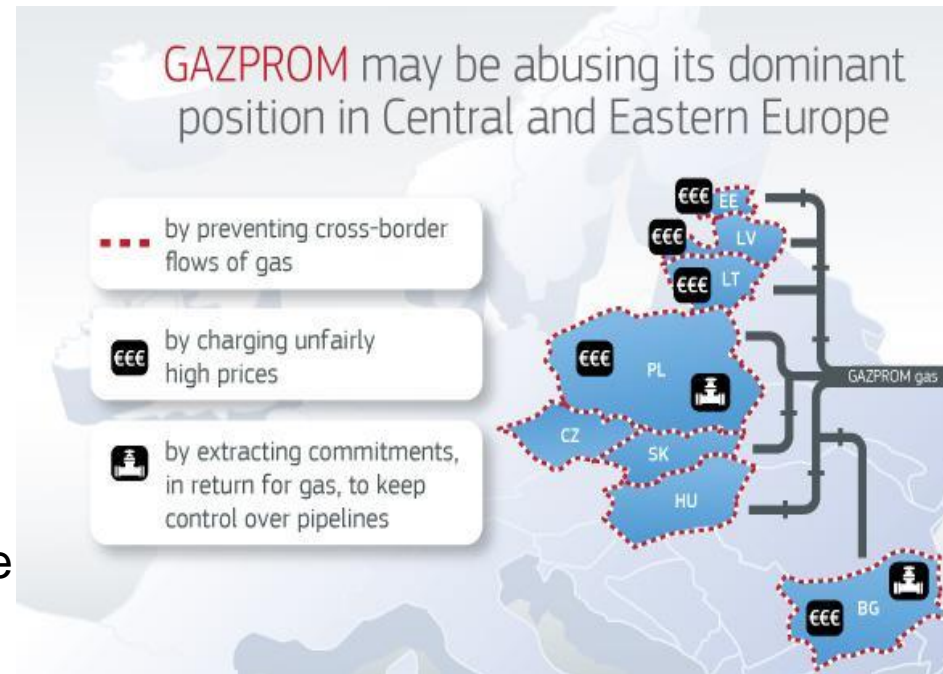 GAZPROM may be abusing its dominant
position in Central and Eastern Europe
by preventing cross-border
flows of gas
€€€
by charging unfairly
high prices
by extracting commitments,
in return for gas, to keep
control over pipelines
e
€€€
EE
€€€
LV
€€€
LT
€€€
PL
GAZPROM gas
CZ
SK
HU
€€€
BG